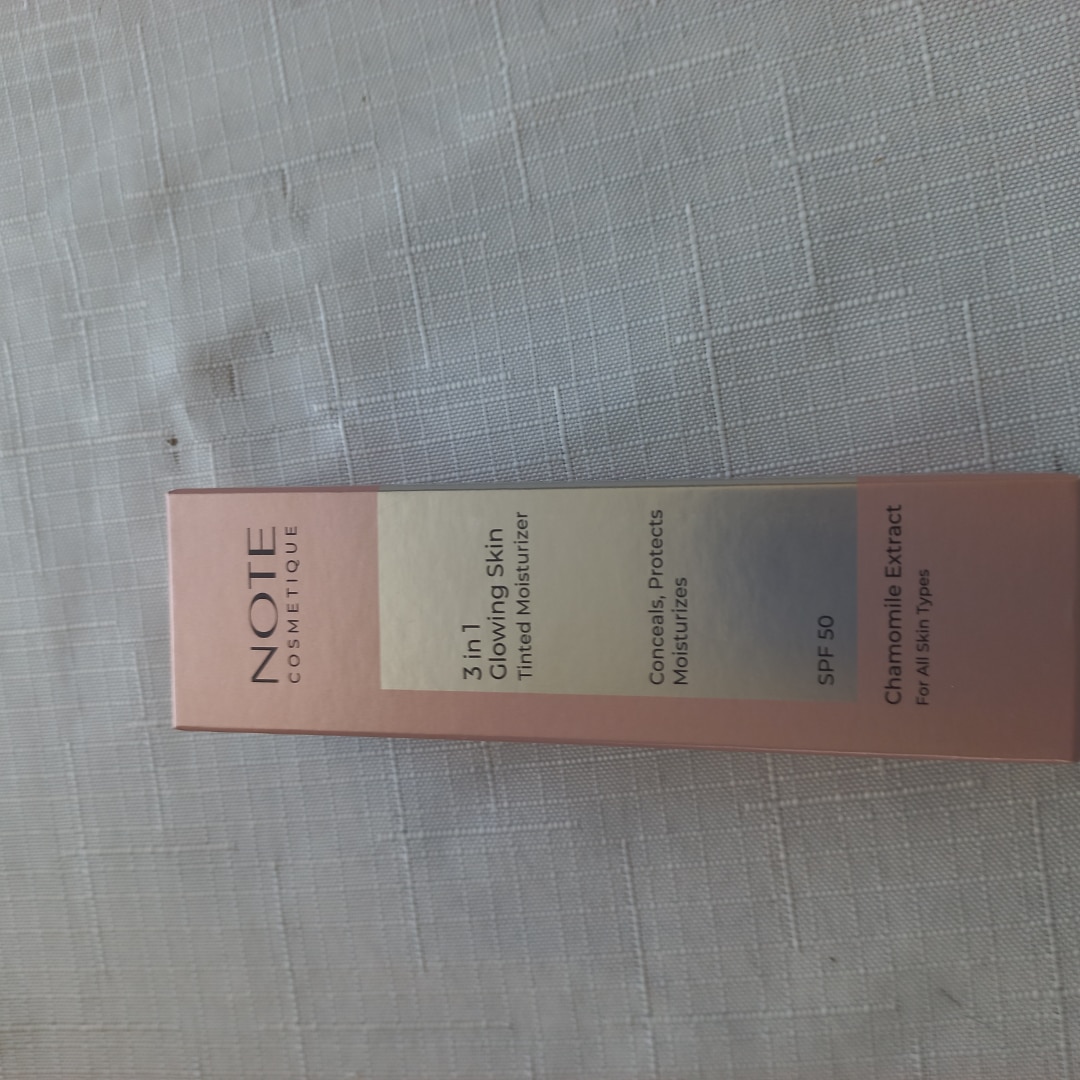 NOTE
COSMETIQUE
3 in 1
Glowing Skin
Tinted Moisturizer
Conceals, Protects
Moisturizes
SPF 50
Chamomile Extract
For All Skin Types